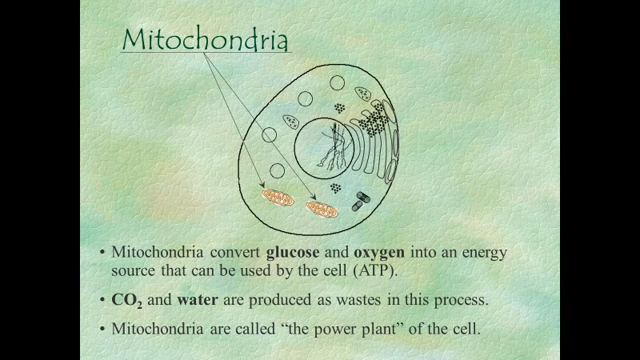 Mitochondria
• Mitochondria convert glucose and oxygen into an energy
source that can be used by the cell (ATP).
• CO₂ and water are produced as wastes in this process.
• Mitochondria are called “the power plant” of the cell.